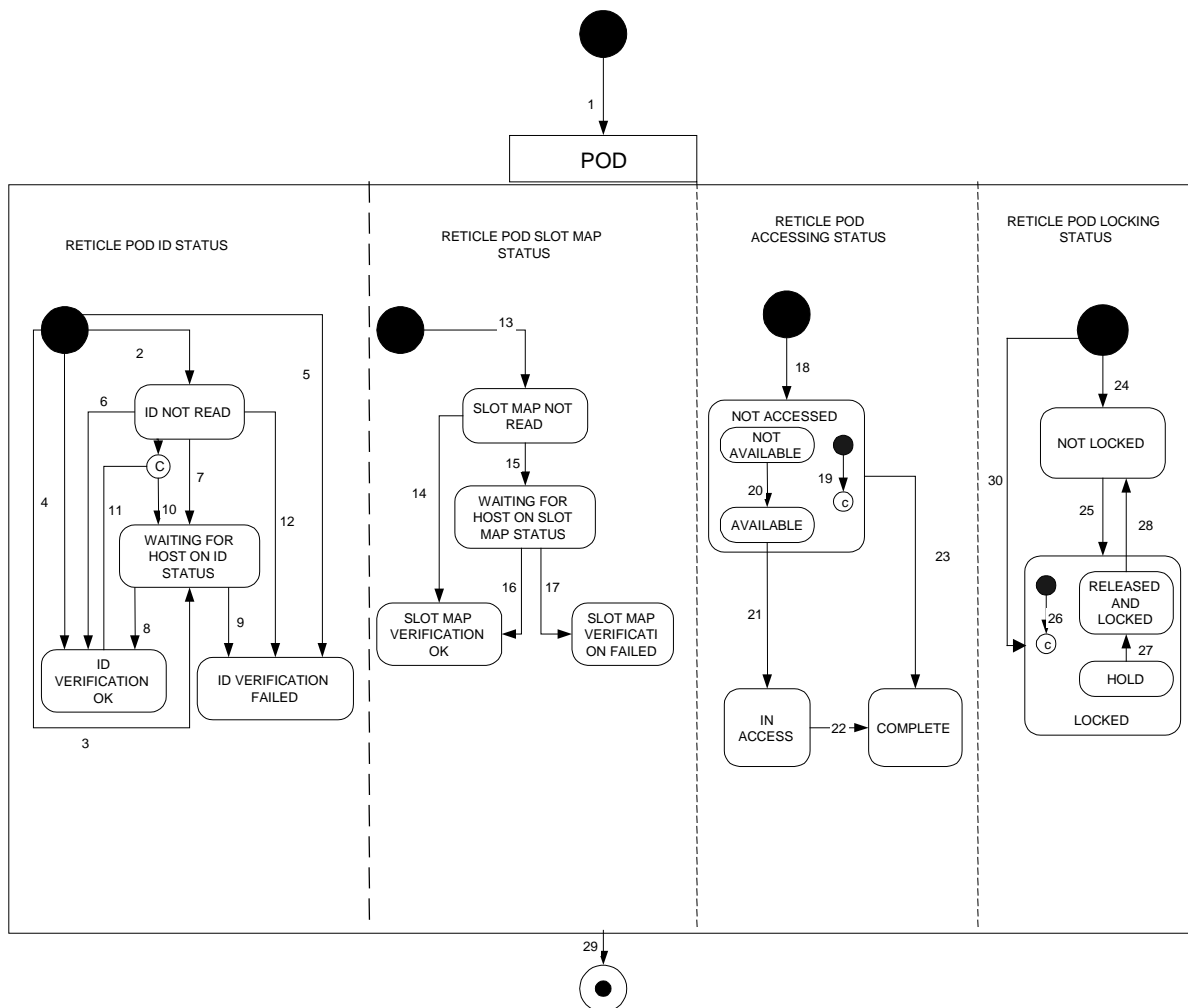 1
POD
RETICLE POD ID STATUS
RETICLE POD SLOT MAP
STATUS
RETICLE POD
ACCESSING STATUS
RETICLE POD LOCKING
STATUS
2
5
6
ID NOT READ
C
4
11
10
7
12
WAITING FOR
HOST ON ID
STATUS
8
9
ID
VERIFICATION
OK
ID VERIFICATION
FAILED
3
13
SLOT MAP NOT
READ
14
15
WAITING FOR
HOST ON SLOT
MAP STATUS
16
17
SLOT MAP
VERIFICATION
OK
SLOT MAP
VERIFICATI
ON FAILED
18
NOT ACCESSED
NOT
AVAILABLE
19
c
20
AVAILABLE
21
23
IN
ACCESS
22
COMPLETE
24
NOT LOCKED
30
25
28
26
c
RELEASED
AND
LOCKED
27
HOLD
LOCKED
29